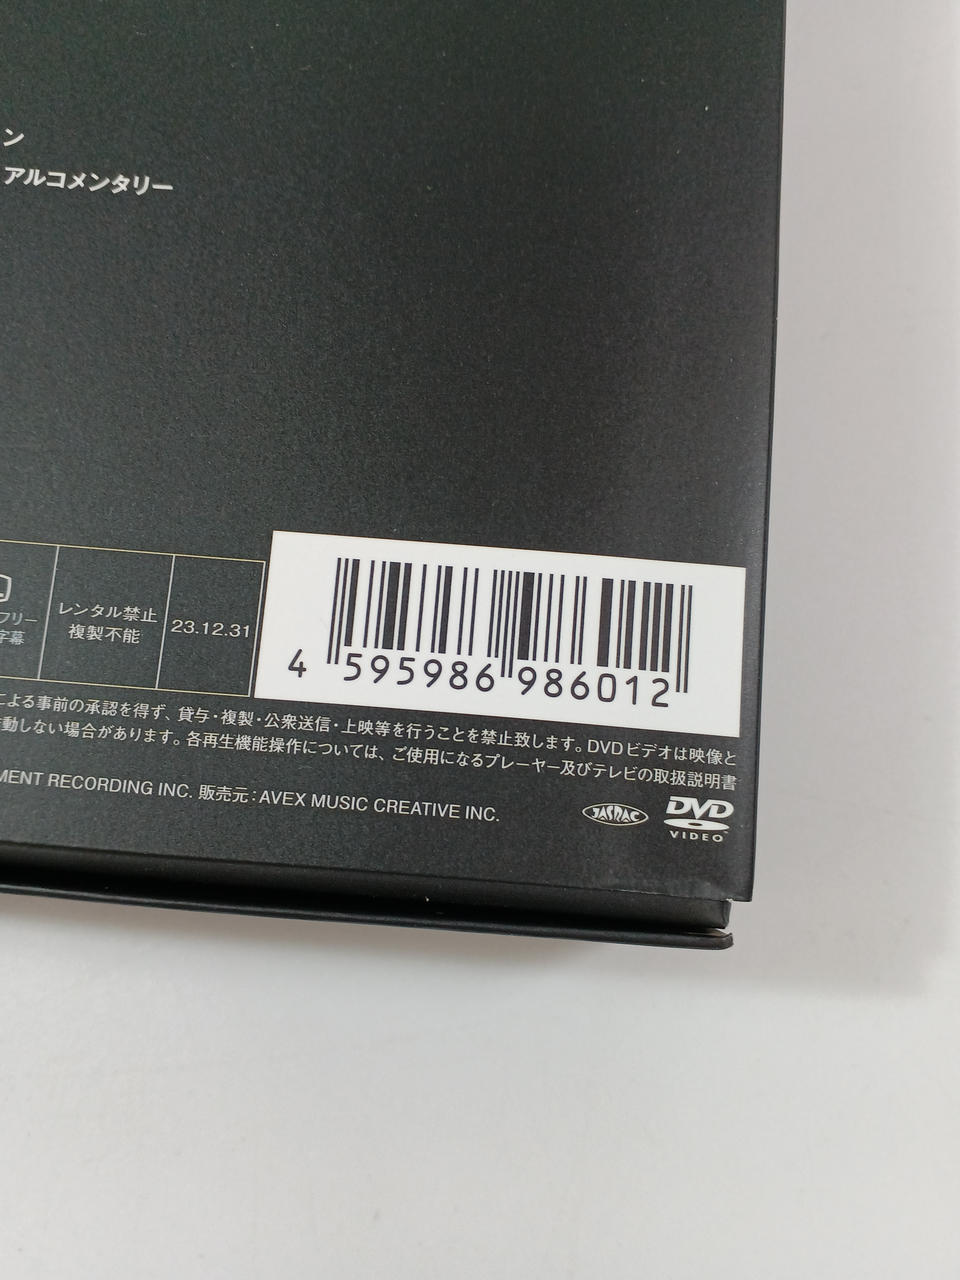 ン
アルコメンタリー
フリー
字幕
レンタル禁止
複製不能
23.12.31
4 595986 986012
よる事前の承認を得ず、貸与・複製・公衆送信・上映等を行うことを禁止致します。DVDビデオは映像と
動しない場合があります。各再生機能操作については、ご使用になるプレーヤー及びテレビの取扱説明書
MENT RECORDING INC. 販売元:AVEX MUSIC CREATIVE INC.
JASRAC
DVD
VIDEO